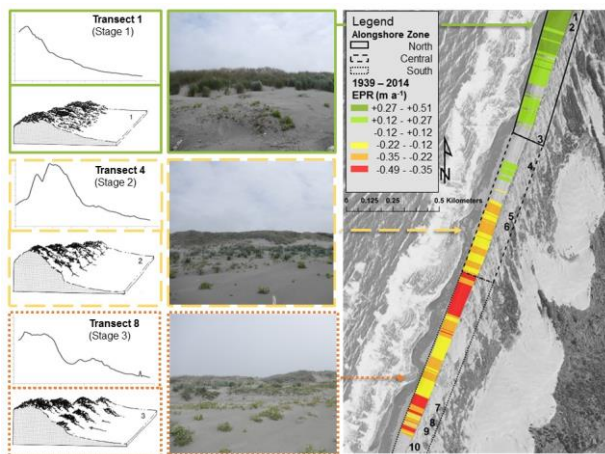 Transect 1
(Stage 1)
1
Transect 4
(Stage 2)
Transect 8
(Stage 3)
3
Legend
Alongshore Zone
North
Central
South
1939 – 2014
EPR (m a⁻¹)
+0.27 - +0.51
+0.12 - +0.27
-0.12 - +0.12
-0.22 - -0.12
-0.35 - -0.22
-0.49 - -0.35
N
0 0.125 0.25 0.5 Kilometers
1
2
3
4
5
6
7
8
9
10